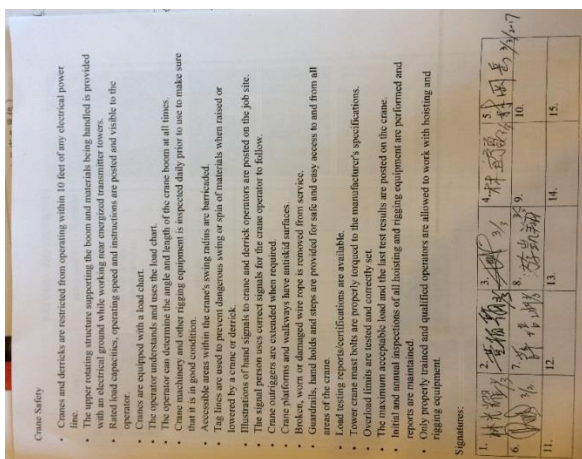 Crane Safety
• Cranes and derricks are restricted from operating within 10 feet of any electrical power
line.
• The upper rotating structure supporting the boom and materials being handled is provided
with an electrical ground while working near energized transmitter towers.
• Rated load capacities, operating speed and instructions are posted and visible to the
operator.
• Cranes are equipped with a load chart.
• The operator understands and uses the load chart.
• The operator can determine the angle and length of the crane boom at all times.
• Crane machinery and other rigging equipment is inspected daily prior to use to make sure
that it is in good condition.
• Accessible areas within the crane's swing radius are barricaded.
• Tag lines are used to prevent dangerous swing or spin of materials when raised or
lowered by a crane or derrick.
• Illustrations of hand signals to crane and derrick operators are posted on the job site.
• The signal person uses correct signals for the crane operator to follow.
• Crane outriggers are extended when required.
• Crane platforms and walkways have antiskid surfaces.
• Broken, worn or damaged wire rope is removed from service.
• Guardrails, hand holds and steps are provided for safe and easy access to and from all
areas of the crane.
• Load testing reports/certifications are available.
• Tower crane mast bolts are properly torqued to the manufacturer's specifications.
• Overload limits are tested and correctly set.
• The maximum acceptable load and the last test results are posted on the crane.
• Initial and annual inspections of all hoisting and rigging equipment are performed and
reports are maintained.
• Only properly trained and qualified operators are allowed to work with hoisting and
rigging equipment.
Signatures:
1. 林光耀 2. 3. 3/3 4. 林 5. 3/3/2017
6. 3/3 7. 許 8. 游凱翔 9. 10.
11. 12. 13. 14. 15.